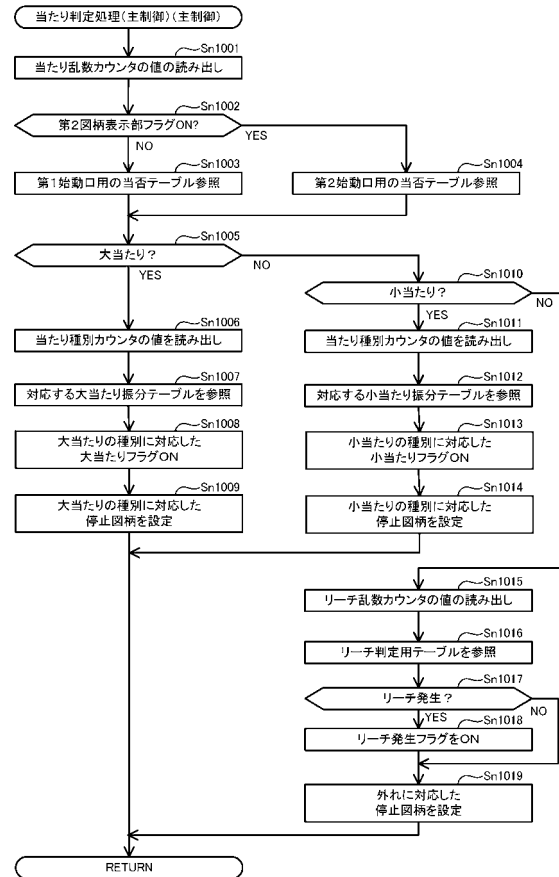 当たり判定処理(主制御)(主制御)
Sn1001
当たり乱数カウンタの値の読み出し
Sn1002
第2図柄表示部フラグON?
YES
NO
Sn1003
第1始動口用の当否テーブル参照
Sn1004
第2始動口用の当否テーブル参照
Sn1005
大当たり?
NO
YES
Sn1010
小当たり?
NO
YES
Sn1006
当たり種別カウンタの値を読み出し
Sn1011
当たり種別カウンタの値を読み出し
Sn1007
対応する大当たり振分テーブルを参照
Sn1012
対応する小当たり振分テーブルを参照
Sn1008
大当たりの種別に対応した
大当たりフラグON
Sn1013
小当たりの種別に対応した
小当たりフラグON
Sn1009
大当たりの種別に対応した
停止図柄を設定
Sn1014
小当たりの種別に対応した
停止図柄を設定
Sn1015
リーチ乱数カウンタの値の読み出し
Sn1016
リーチ判定用テーブルを参照
Sn1017
リーチ発生?
NO
YES
Sn1018
リーチ発生フラグをON
Sn1019
外れに対応した
停止図柄を設定
RETURN